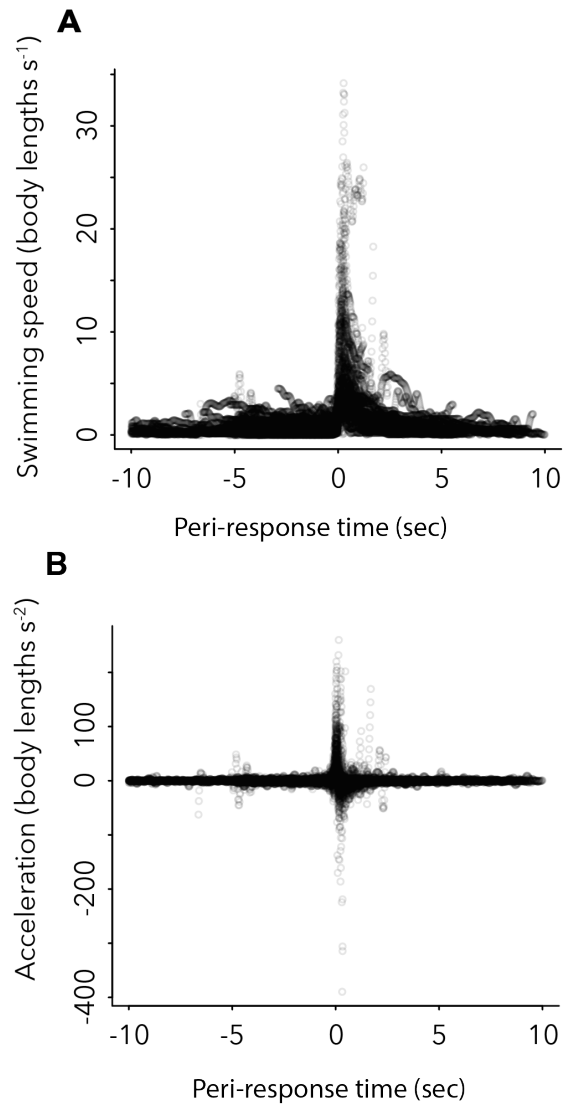 A
Swimming speed (body lengths s-1)
30
20
10
0
-10 -5 0 5 10
Peri-response time (sec)
B
Acceleration (body lengths s-2)
100
0
-200
-400
-10 -5 0 5 10
Peri-response time (sec)